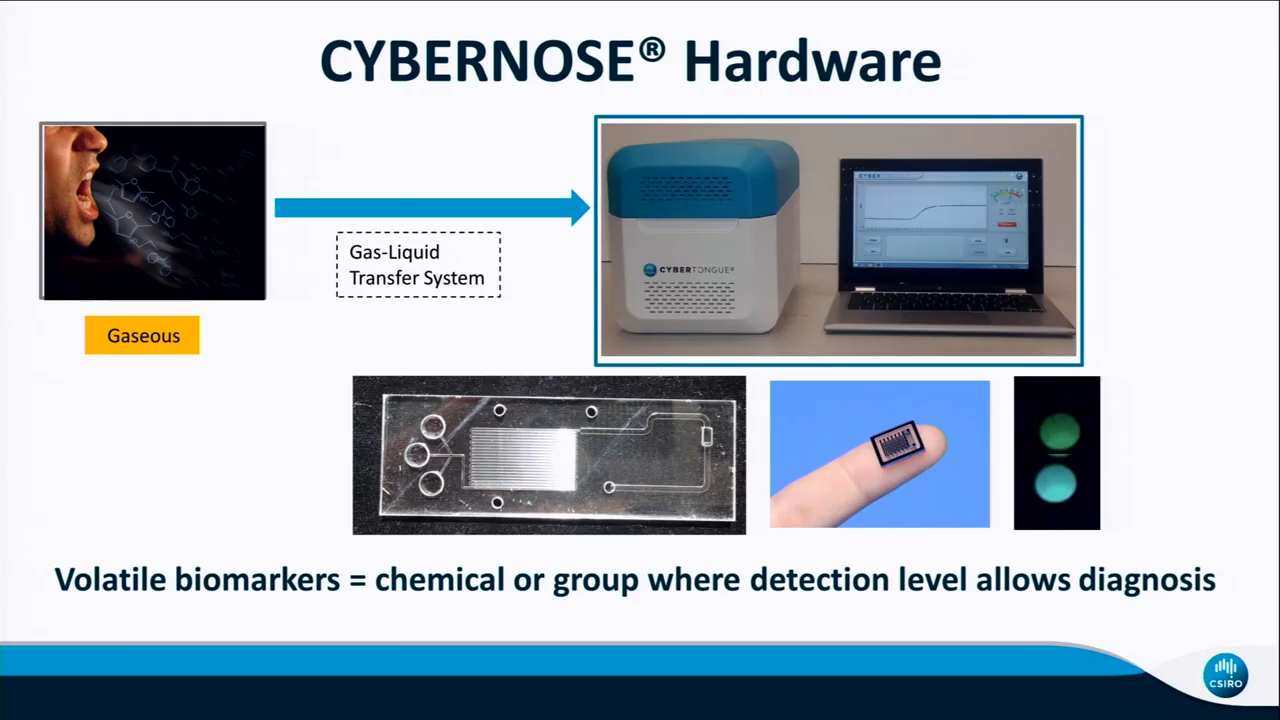 CYBERNOSE® Hardware
Gas-Liquid
Transfer System
CYBERTONGUE®
CYBER
Gaseous
Volatile biomarkers = chemical or group where detection level allows diagnosis
CSIRO